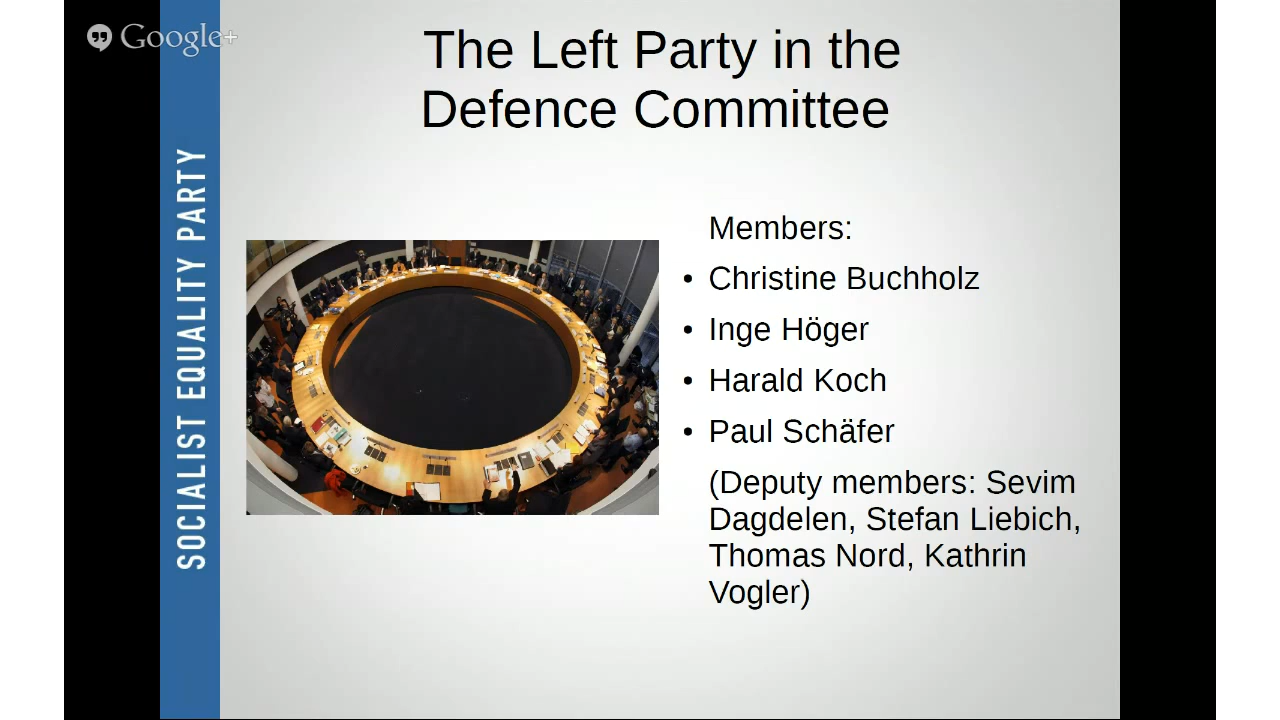 Google+
The Left Party in the
Defence Committee
SOCIALIST EQUALITY PARTY
Members:
• Christine Buchholz
• Inge Höger
• Harald Koch
• Paul Schäfer
(Deputy members: Sevim
Dagdelen, Stefan Liebich,
Thomas Nord, Kathrin
Vogler)